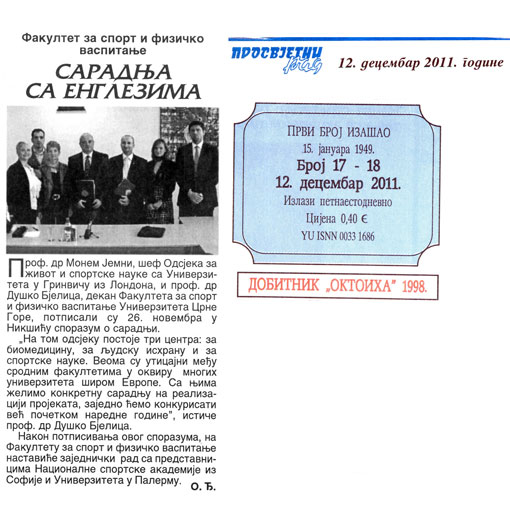 Факултет за спорт и физичко
васпитање
САРАДЊА
СА ЕНГЛЕЗИМА
Проф. др Монем Јемни, шеф Одсјека за
живот и спортске науке са Универзи-
тета у Гринвичу из Лондона, и проф. др
Душко Бјелица, декан Факултета за спорт
и физичко васпитање Универзитета Црне
Горе, потписали су 26. новембра у
Никшићу споразум о сарадњи.
„На том одсјеку постоје три центра: за
биомедицину, за људску исхрану и за
спортске науке. Веома су утицајни међу
сродним факултетима у оквиру многих
универзитета широм Европе. Са њима
желимо конкретну сарадњу на реализа-
цији пројеката, заједно ћемо конкурисати
већ почетком наредне године”, истиче
проф. др Душко Бјелица.
Након потписивања овог споразума, на
Факултету за спорт и физичко васпитање
наставиће заједнички рад са представни-
цима Националне спортске академије из
Софије и Универзитета у Палерму.
О. Ђ.
ПРОСВЈЕТНИ
рад
12. децембар 2011. године
ПРВИ БРОЈ ИЗАШАО
15. јануара 1949.
Број 17 - 18
12. децембар 2011.
Излази петнаестодневно
Цијена 0,40 €
YU ISNN 0033 1686
ДОБИТНИК „ОКТОИХА” 1998.